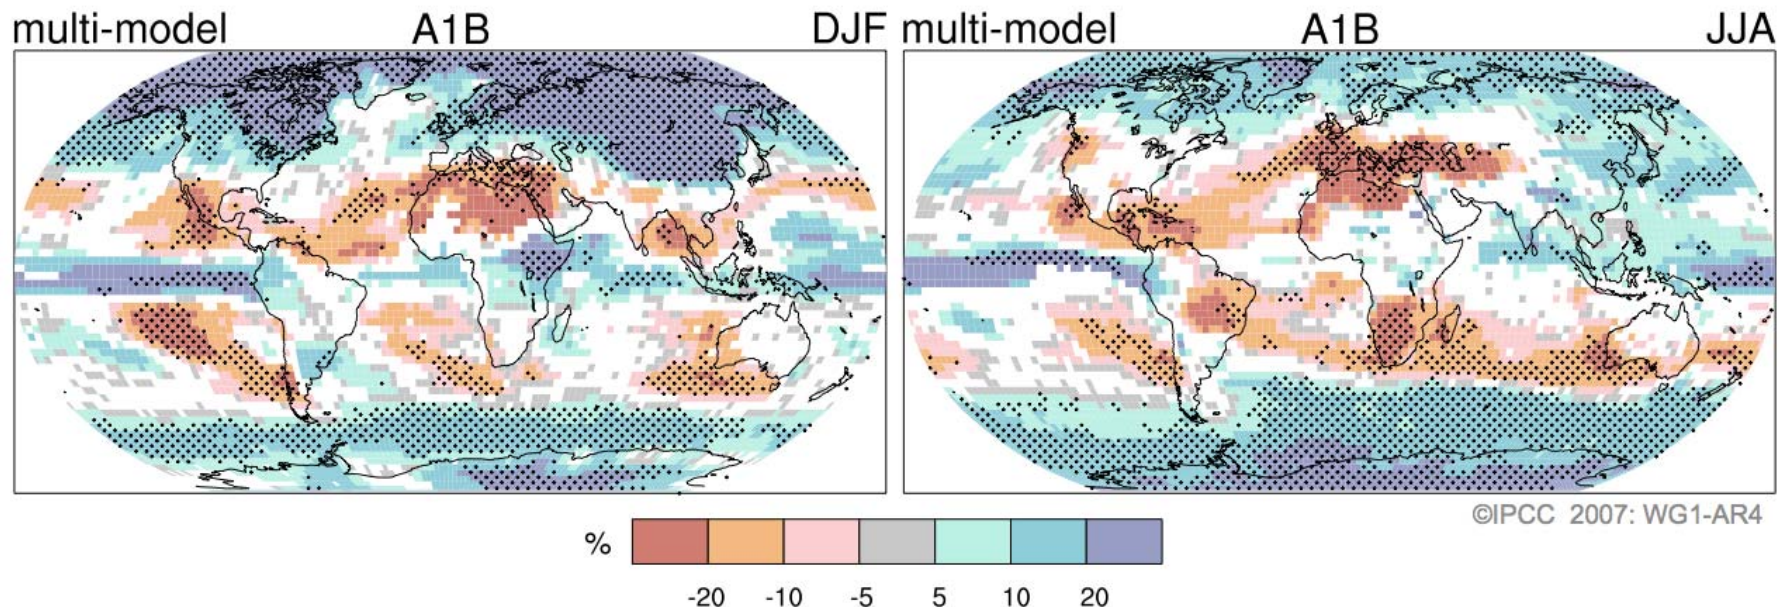 multi-model A1B DJF
multi-model A1B JJA
©IPCC 2007: WG1-AR4
%
-20 -10 -5 5 10 20